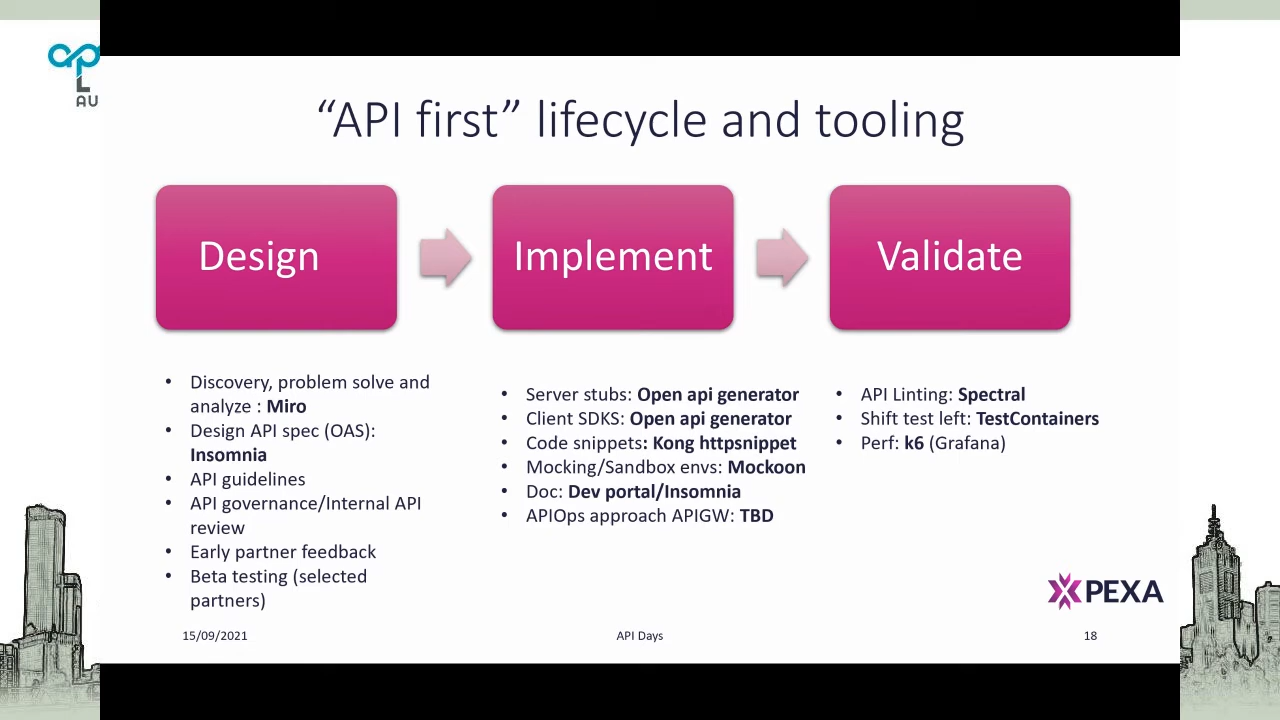 “API first” lifecycle and tooling
Design
Implement
Validate
• Discovery, problem solve and
analyze : Miro
• Design API spec (OAS):
Insomnia
• API guidelines
• API governance/Internal API
review
• Early partner feedback
• Beta testing (selected
partners)
• Server stubs: Open api generator
• Client SDKS: Open api generator
• Code snippets: Kong httpsnippet
• Mocking/Sandbox envs: Mockoon
• Doc: Dev portal/Insomnia
• APIOps approach APIGW: TBD
• API Linting: Spectral
• Shift test left: TestContainers
• Perf: k6 (Grafana)
PEXA
15/09/2021
API Days
18